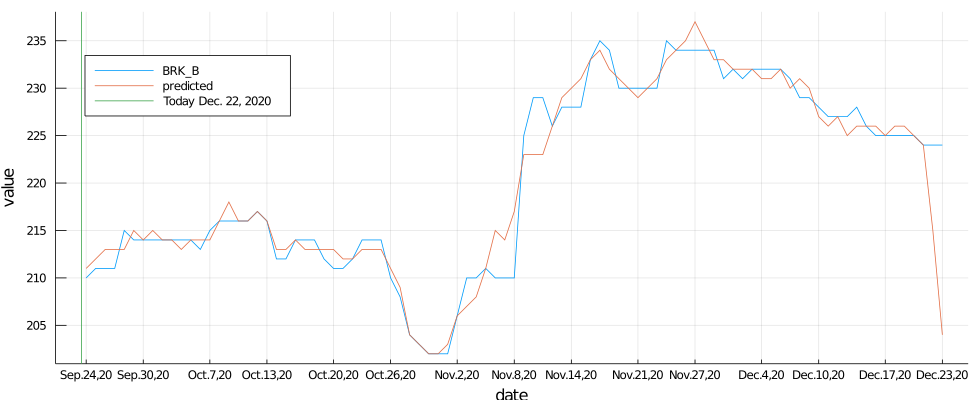 235
230
225
220
215
210
205
value
BRK_B
predicted
Today Dec. 22, 2020
Sep.24,20 Sep.30,20 Oct.7,20 Oct.13,20 Oct.20,20 Oct.26,20 Nov.2,20 Nov.8,20 Nov.14,20 Nov.21,20 Nov.27,20 Dec.4,20 Dec.10,20 Dec.17,20 Dec.23,20
date